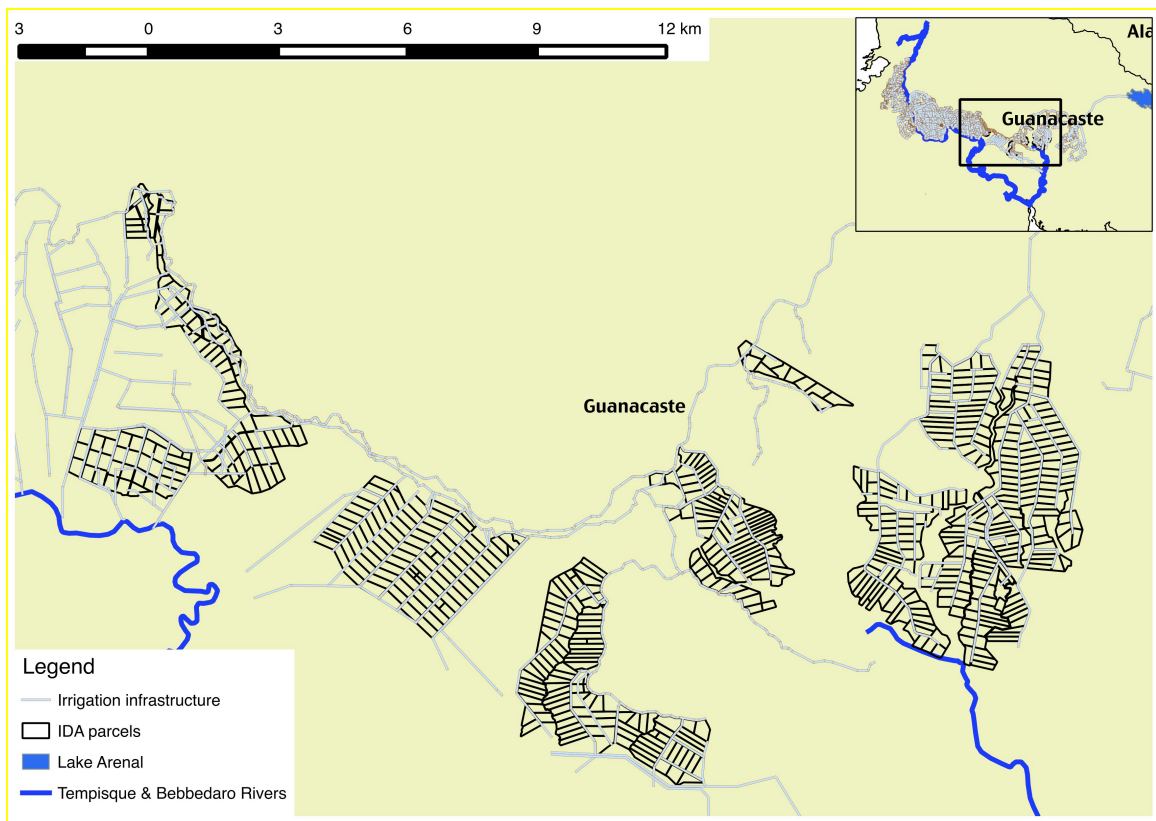 3 0 3 6 9 12 km
Ala
Guanacaste
Guanacaste
Legend
Irrigation infrastructure
IDA parcels
Lake Arenal
Tempisque & Bebbedaro Rivers